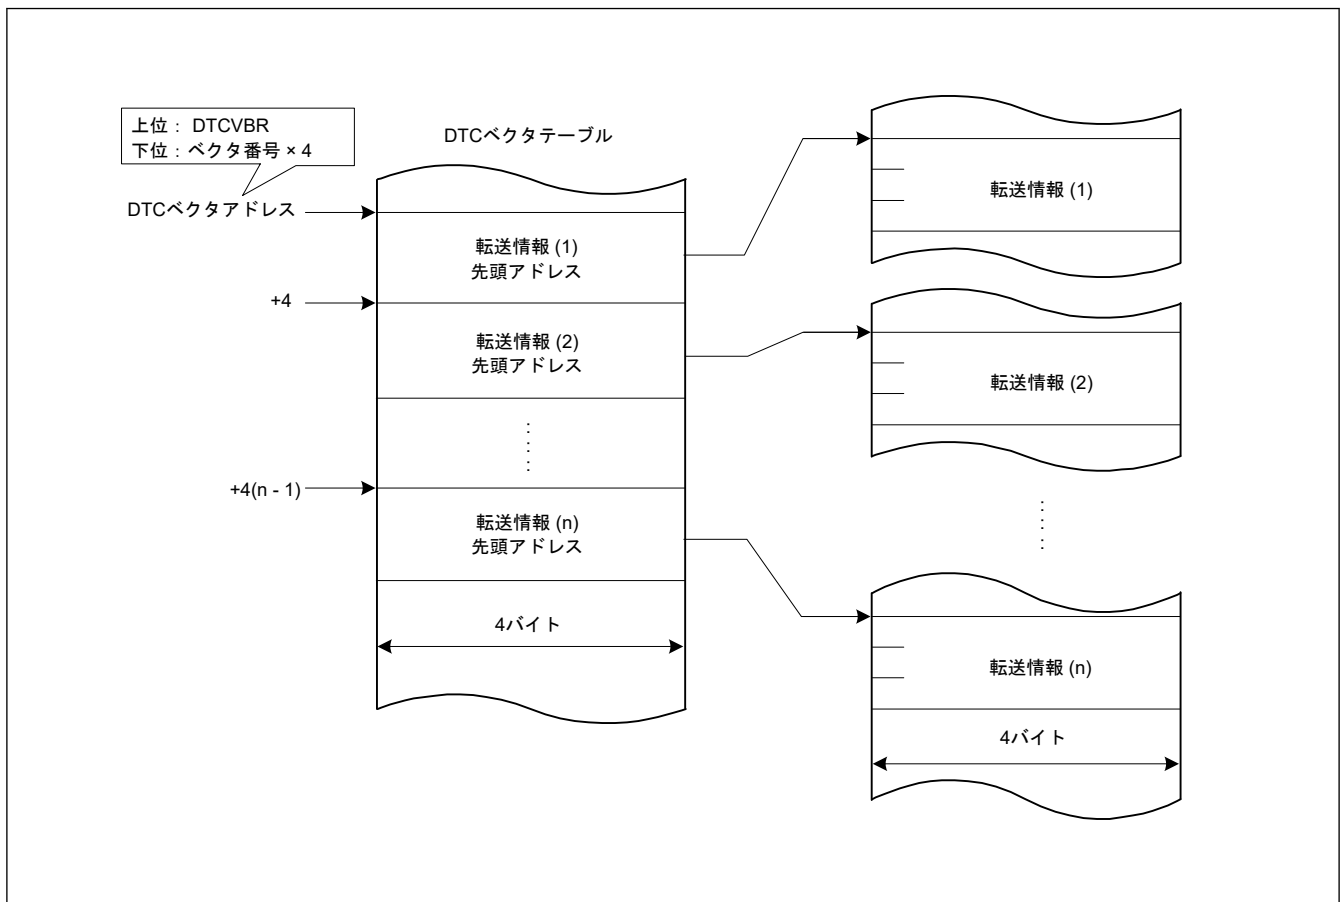 上位： DTCVBR
下位：ベクタ番号 × 4
DTCベクタテーブル
DTCベクタアドレス
転送情報 (1)
先頭アドレス
+4
転送情報 (2)
先頭アドレス
+4(n - 1)
転送情報 (n)
先頭アドレス
4バイト
転送情報 (1)
転送情報 (2)
転送情報 (n)
4バイト